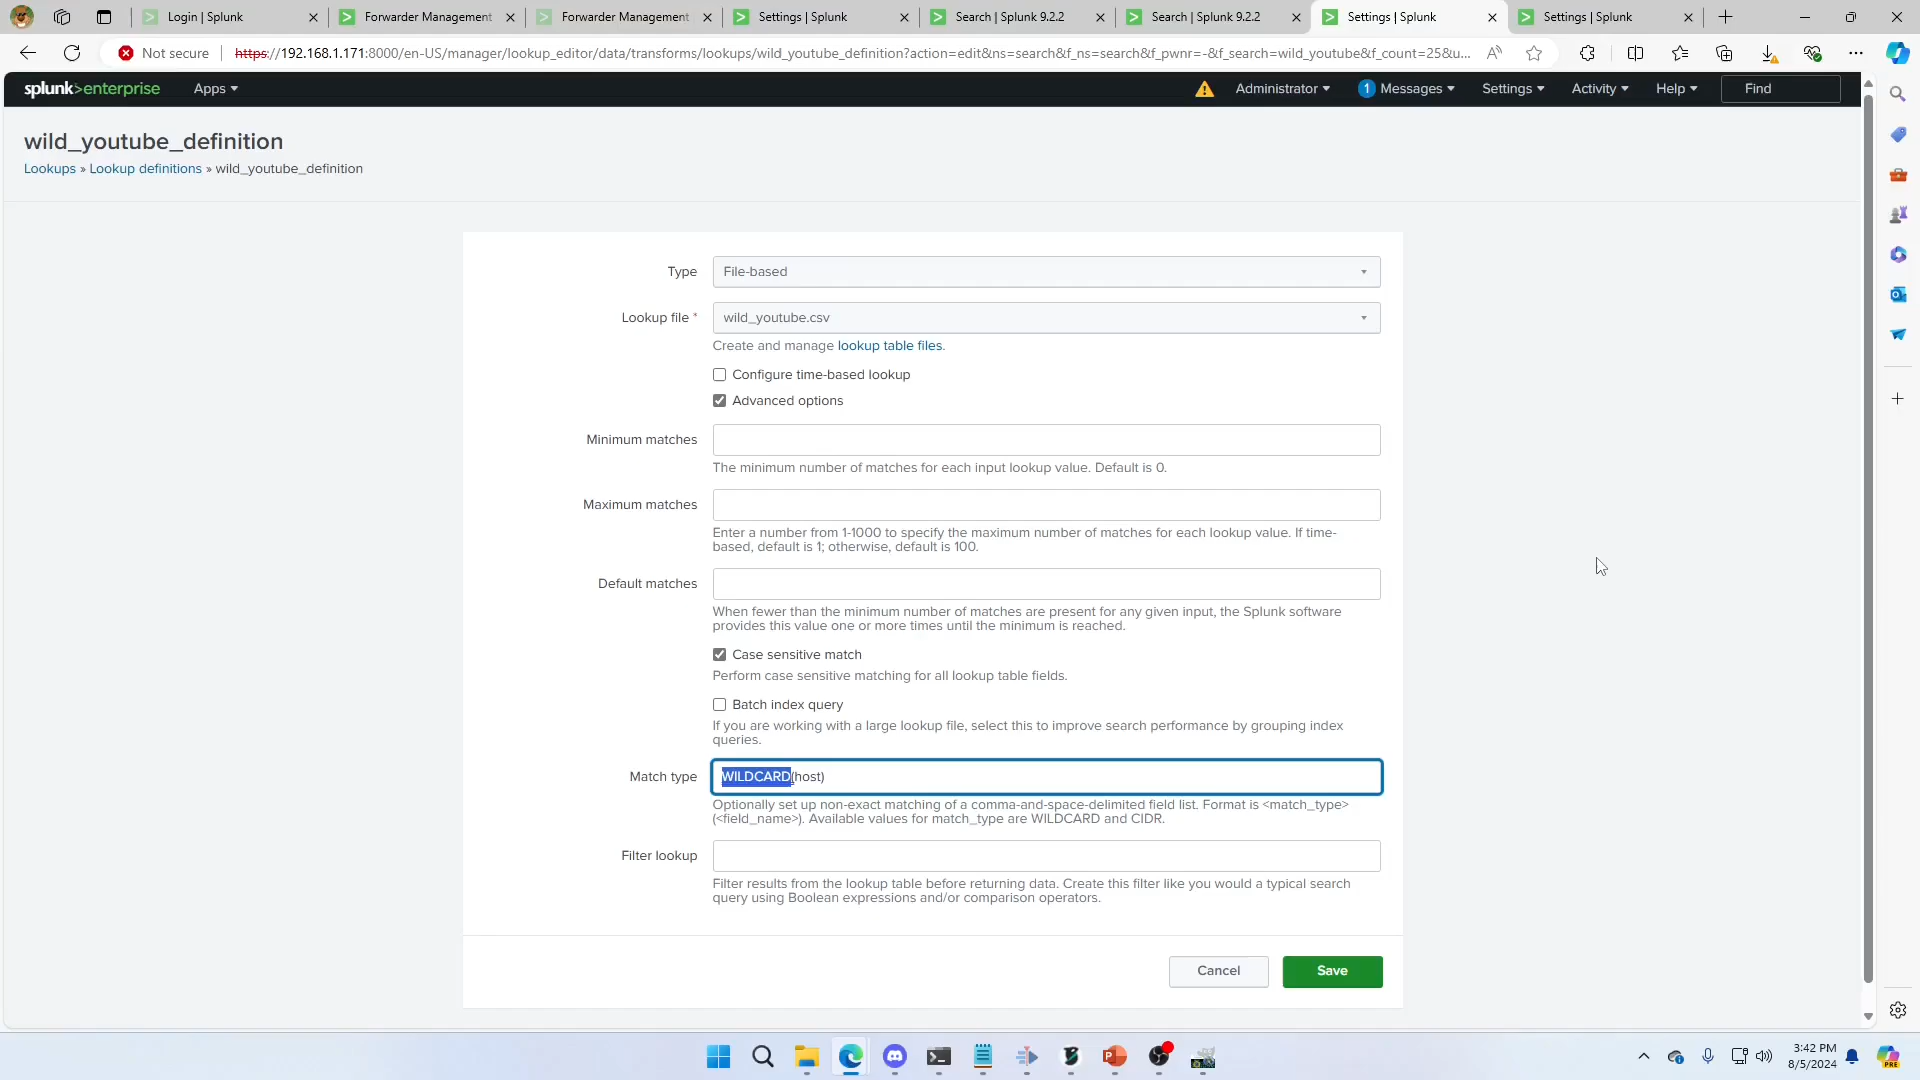 Login | Splunk
Forwarder Management
Forwarder Management
Settings | Splunk
Search | Splunk 9.2.2
Search | Splunk 9.2.2
Settings | Splunk
Settings | Splunk
Not secure
https://192.168.1.171:8000/en-US/manager/lookup_editor/data/transforms/lookups/wild_youtube_definition?action=edit&ns=search&f_ns=search&f_pwnr=-&f_search=wild_youtube&f_count=25&u...
splunk>enterprise
Apps
Administrator
1 Messages
Settings
Activity
Help
Find
wild_youtube_definition
Lookups » Lookup definitions » wild_youtube_definition
Type
File-based
Lookup file *
wild_youtube.csv
Create and manage lookup table files.
Configure time-based lookup
Advanced options
Minimum matches
The minimum number of matches for each input lookup value. Default is 0.
Maximum matches
Enter a number from 1-1000 to specify the maximum number of matches for each lookup value. If time-
based, default is 1; otherwise, default is 100.
Default matches
When fewer than the minimum number of matches are present for any given input, the Splunk software
provides this value one or more times until the minimum is reached.
Case sensitive match
Perform case sensitive matching for all lookup table fields.
Batch index query
If you are working with a large lookup file, select this to improve search performance by grouping index
queries.
Match type
WILDCARD(host)
Optionally set up non-exact matching of a comma-and-space-delimited field list. Format is <match_type>
(<field_name>). Available values for match_type are WILDCARD and CIDR.
Filter lookup
Filter results from the lookup table before returning data. Create this filter like you would a typical search
query using Boolean expressions and/or comparison operators.
Cancel
Save
3:42 PM
8/5/2024
PRE